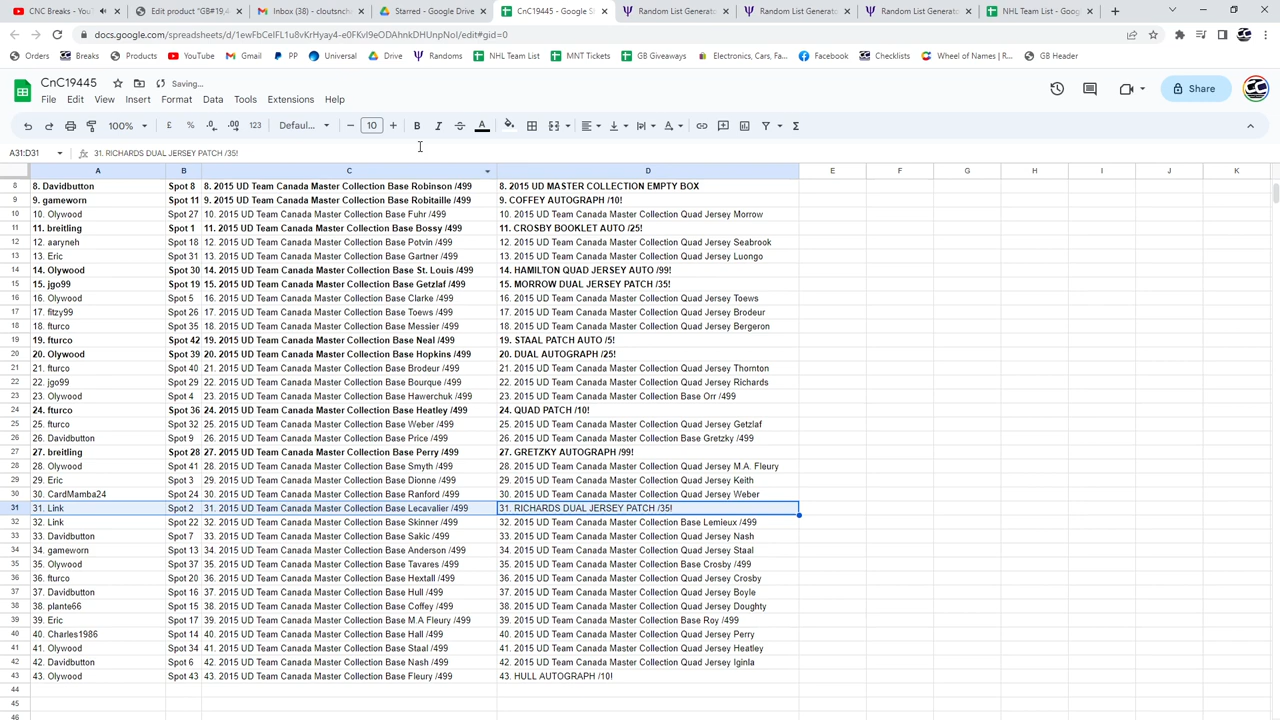 CNC Breaks - You
Edit product "GB#19,4
Inbox (38) - cloutsch
Starred - Google Drive
CnC19445 - Google Sh
Random List Generato
Random List Generato
Random List Generato
NHL Team List - Goog
docs.google.com/spreadsheets/d/1ewFbCeIFL1u8vKrHyay4-e0FKvI9eODAhnkDHUnpNoI/edit#gid=0
Orders Breaks Products YouTube Gmail PP Universal Drive Randoms NHL Team List MNT Tickets GB Giveaways Electronics, Cars, Fa... Facebook Checklists Wheel of Names | R... GB Header
CnC19445 Saving...
File Edit View Insert Format Data Tools Extensions Help
Share
100% £ % .0 .00 123 Defaul... 10 B I A
A31:D31 fx 31. RICHARDS DUAL JERSEY PATCH /35!
A B C D E F G H I J K
8 8. Davidbutton Spot 8 8. 2015 UD Team Canada Master Collection Base Robinson /499 8. 2015 UD MASTER COLLECTION EMPTY BOX
9 9. gameworn Spot 11 9. 2015 UD Team Canada Master Collection Base Robitaille /499 9. COFFEY AUTOGRAPH /10!
10 10. Olywood Spot 27 10. 2015 UD Team Canada Master Collection Base Fuhr /499 10. 2015 UD Team Canada Master Collection Quad Jersey Morrow
11 11. breitling Spot 1 11. 2015 UD Team Canada Master Collection Base Bossy /499 11. CROSBY BOOKLET AUTO /25!
12 12. aaryneh Spot 18 12. 2015 UD Team Canada Master Collection Base Potvin /499 12. 2015 UD Team Canada Master Collection Quad Jersey Seabrook
13 13. Eric Spot 31 13. 2015 UD Team Canada Master Collection Base Gartner /499 13. 2015 UD Team Canada Master Collection Quad Jersey Luongo
14 14. Olywood Spot 30 14. 2015 UD Team Canada Master Collection Base St. Louis /499 14. HAMILTON QUAD JERSEY AUTO /99!
15 15. jgo99 Spot 19 15. 2015 UD Team Canada Master Collection Base Getzlaf /499 15. MORROW DUAL JERSEY PATCH /35!
16 16. Olywood Spot 5 16. 2015 UD Team Canada Master Collection Base Clarke /499 16. 2015 UD Team Canada Master Collection Quad Jersey Toews
17 17. fitzy99 Spot 26 17. 2015 UD Team Canada Master Collection Base Toews /499 17. 2015 UD Team Canada Master Collection Quad Jersey Brodeur
18 18. fturco Spot 35 18. 2015 UD Team Canada Master Collection Base Messier /499 18. 2015 UD Team Canada Master Collection Quad Jersey Bergeron
19 19. fturco Spot 42 19. 2015 UD Team Canada Master Collection Base Neal /499 19. STAAL PATCH AUTO /5!
20 20. Olywood Spot 39 20. 2015 UD Team Canada Master Collection Base Hopkins /499 20. DUAL AUTOGRAPH /25!
21 21. fturco Spot 40 21. 2015 UD Team Canada Master Collection Base Brodeur /499 21. 2015 UD Team Canada Master Collection Quad Jersey Thornton
22 22. jgo99 Spot 29 22. 2015 UD Team Canada Master Collection Base Bourque /499 22. 2015 UD Team Canada Master Collection Quad Jersey Richards
23 23. Olywood Spot 4 23. 2015 UD Team Canada Master Collection Base Hawerchuk /499 23. 2015 UD Team Canada Master Collection Base Orr /499
24 24. fturco Spot 36 24. 2015 UD Team Canada Master Collection Base Heatley /499 24. QUAD PATCH /10!
25 25. fturco Spot 32 25. 2015 UD Team Canada Master Collection Base Weber /499 25. 2015 UD Team Canada Master Collection Quad Jersey Getzlaf
26 26. Davidbutton Spot 9 26. 2015 UD Team Canada Master Collection Base Price /499 26. 2015 UD Team Canada Master Collection Base Gretzky /499
27 27. breitling Spot 28 27. 2015 UD Team Canada Master Collection Base Perry /499 27. GRETZKY AUTOGRAPH /99!
28 28. Olywood Spot 41 28. 2015 UD Team Canada Master Collection Base Smyth /499 28. 2015 UD Team Canada Master Collection Quad Jersey M.A. Fleury
29 29. Eric Spot 3 29. 2015 UD Team Canada Master Collection Base Dionne /499 29. 2015 UD Team Canada Master Collection Quad Jersey Keith
30 30. CardMamba24 Spot 24 30. 2015 UD Team Canada Master Collection Base Ranford /499 30. 2015 UD Team Canada Master Collection Quad Jersey Weber
31 31. Link Spot 2 31. 2015 UD Team Canada Master Collection Base Lecavalier /499 31. RICHARDS DUAL JERSEY PATCH /35!
32 32. Link Spot 22 32. 2015 UD Team Canada Master Collection Base Skinner /499 32. 2015 UD Team Canada Master Collection Base Lemieux /499
33 33. Davidbutton Spot 7 33. 2015 UD Team Canada Master Collection Base Sakic /499 33. 2015 UD Team Canada Master Collection Quad Jersey Nash
34 34. gameworn Spot 13 34. 2015 UD Team Canada Master Collection Base Anderson /499 34. 2015 UD Team Canada Master Collection Quad Jersey Staal
35 35. Olywood Spot 37 35. 2015 UD Team Canada Master Collection Base Tavares /499 35. 2015 UD Team Canada Master Collection Base Crosby /499
36 36. fturco Spot 20 36. 2015 UD Team Canada Master Collection Base Hextall /499 36. 2015 UD Team Canada Master Collection Quad Jersey Crosby
37 37. Davidbutton Spot 16 37. 2015 UD Team Canada Master Collection Base Hull /499 37. 2015 UD Team Canada Master Collection Quad Jersey Boyle
38 38. plante66 Spot 15 38. 2015 UD Team Canada Master Collection Base Coffey /499 38. 2015 UD Team Canada Master Collection Quad Jersey Doughty
39 39. Eric Spot 17 39. 2015 UD Team Canada Master Collection Base M.A Fleury /499 39. 2015 UD Team Canada Master Collection Base Roy /499
40 40. Charles1986 Spot 14 40. 2015 UD Team Canada Master Collection Base Hall /499 40. 2015 UD Team Canada Master Collection Quad Jersey Perry
41 41. Olywood Spot 34 41. 2015 UD Team Canada Master Collection Base Staal /499 41. 2015 UD Team Canada Master Collection Quad Jersey Heatley
42 42. Davidbutton Spot 6 42. 2015 UD Team Canada Master Collection Base Nash /499 42. 2015 UD Team Canada Master Collection Quad Jersey Iginla
43 43. Olywood Spot 43 43. 2015 UD Team Canada Master Collection Base Fleury /499 43. HULL AUTOGRAPH /10!
44
45
46